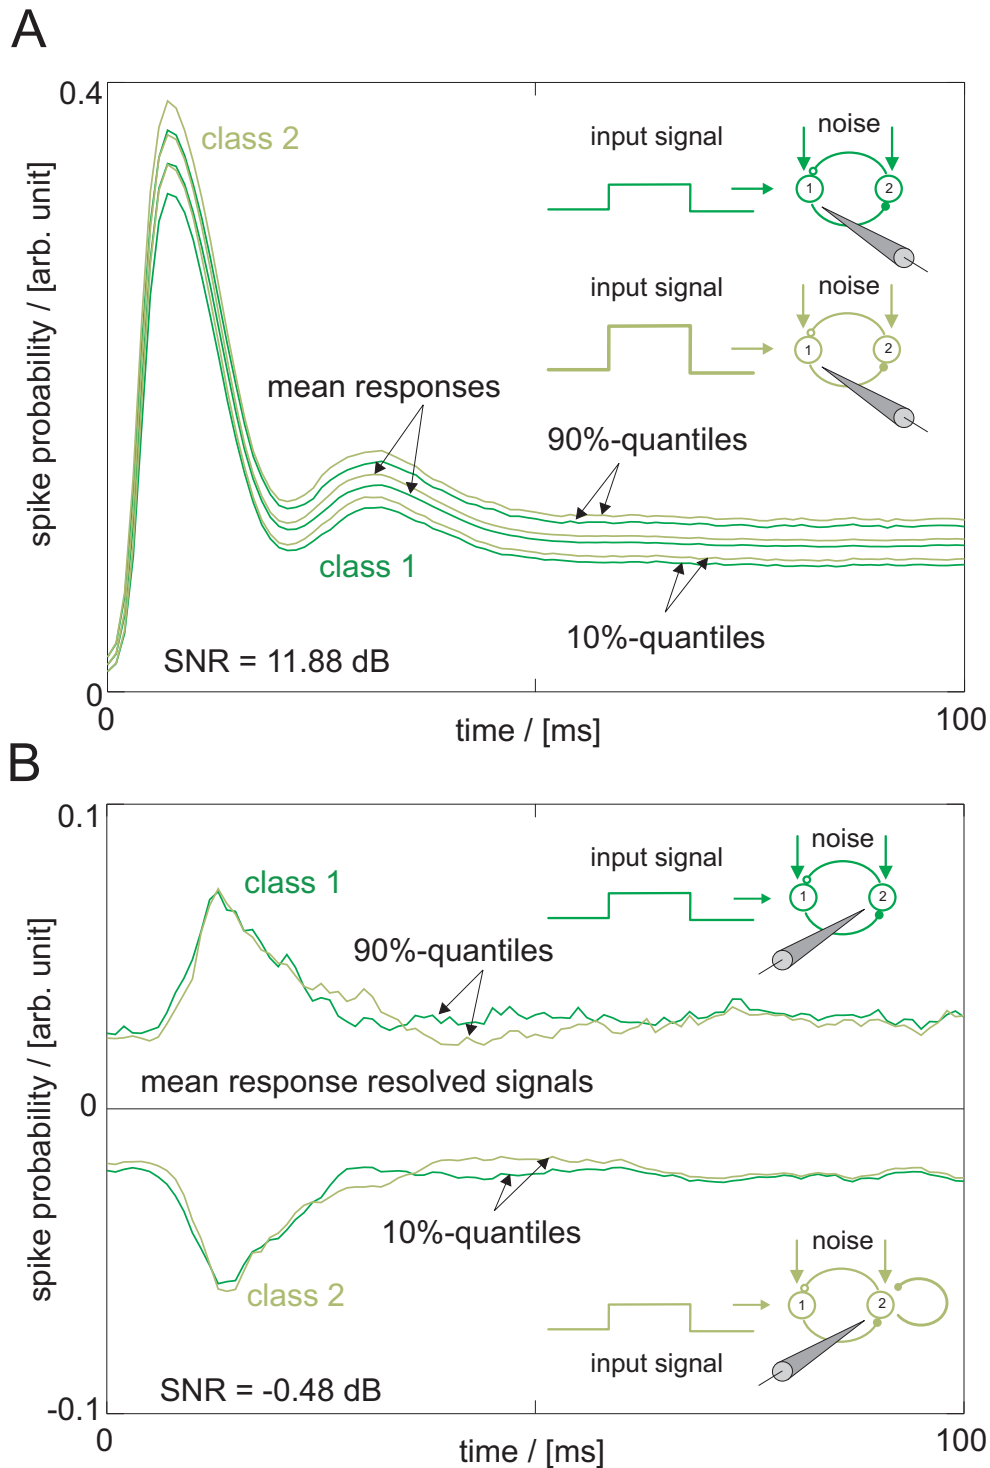 A
0.4
class 2
input signal
noise
1
2
input signal
noise
1
2
mean responses
90%-quantiles
class 1
10%-quantiles
SNR = 11.88 dB
0
0
100
time / [ms]
spike probability / [arb. unit]
B
0.1
class 1
input signal
noise
1
2
90%-quantiles
mean response resolved signals
0
10%-quantiles
class 2
noise
1
2
input signal
SNR = -0.48 dB
-0.1
0
100
time / [ms]
spike probability / [arb. unit]